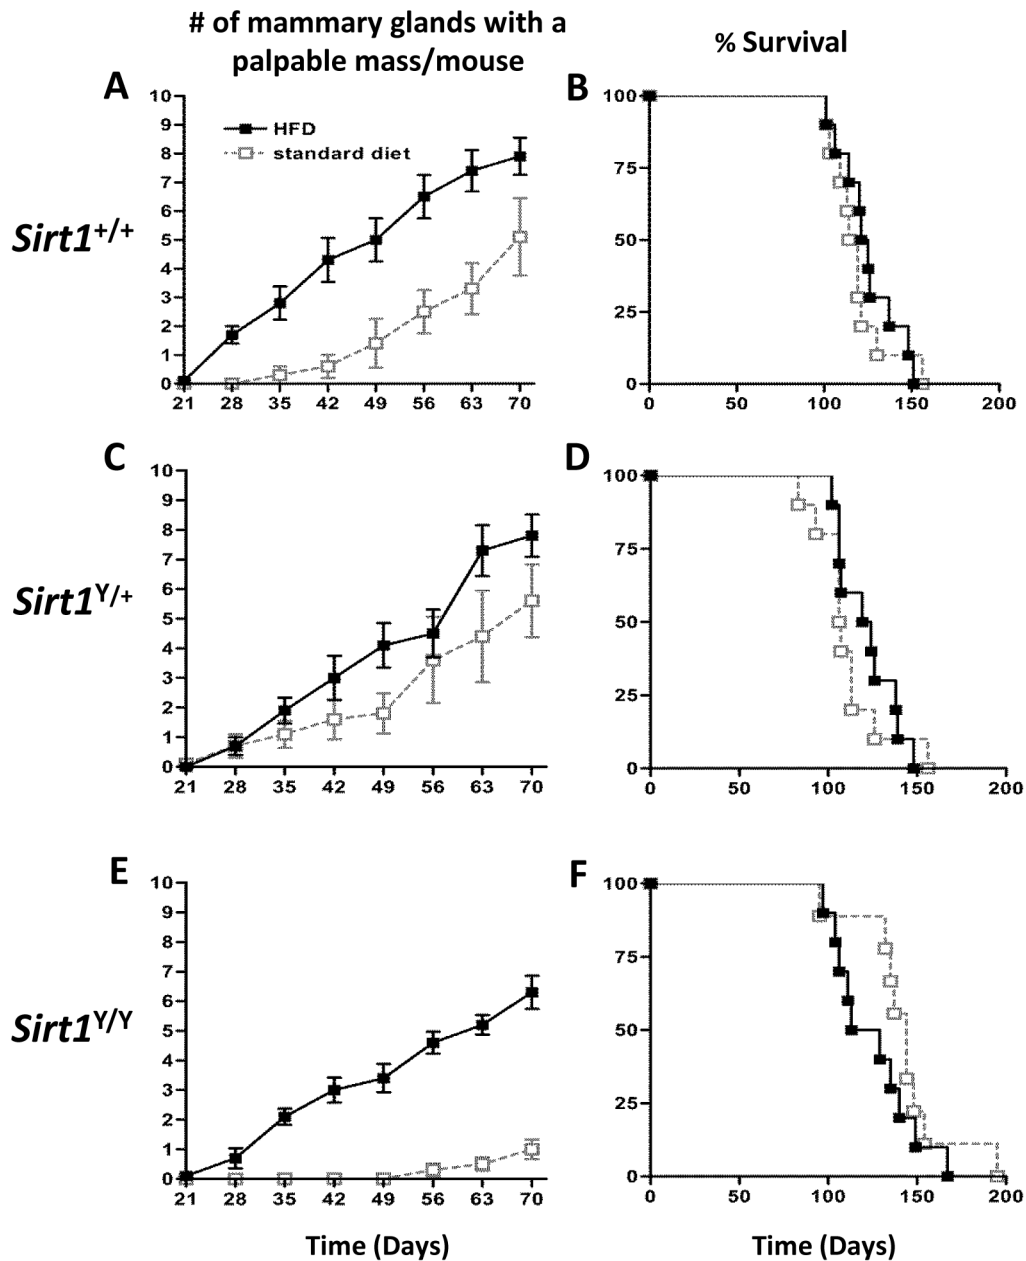 # of mammary glands with a
palpable mass/mouse
% Survival
A
10
9
8
7
6
5
4
3
2
1
0
21 28 35 42 49 56 63 70
HFD
standard diet
Sirt1+/+
B
100
75
50
25
0
0 50 100 150 200
C
10
9
8
7
6
5
4
3
2
1
0
21 28 35 42 49 56 63 70
Sirt1Y/+
D
100
75
50
25
0
0 50 100 150 200
E
10
9
8
7
6
5
4
3
2
1
0
21 28 35 42 49 56 63 70
Sirt1Y/Y
F
100
75
50
25
0
0 50 100 150 200
Time (Days)
Time (Days)